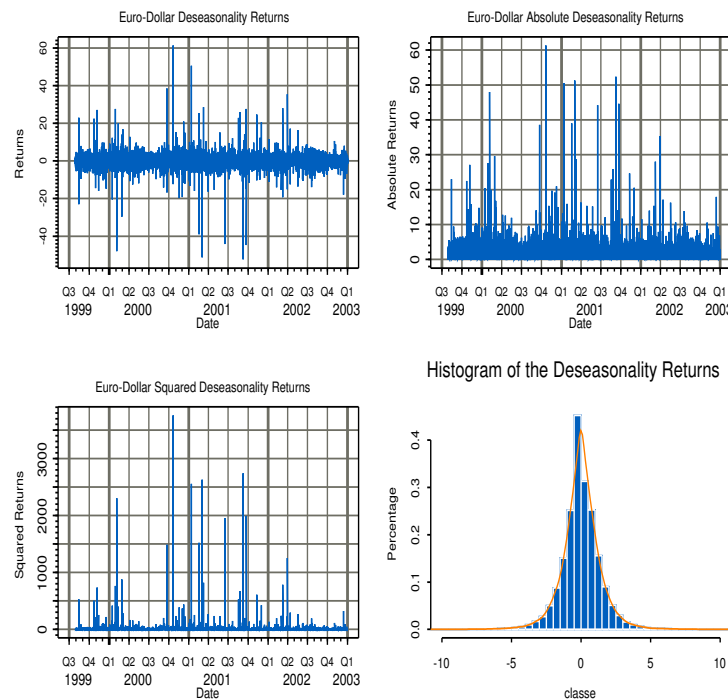 Euro-Dollar Deseasonality Returns
Returns
60
40
20
0
-20
-40
Q3 Q4 Q1 Q2 Q3 Q4 Q1 Q2 Q3 Q4 Q1 Q2 Q3 Q4 Q1
1999 2000 2001 2002 2003
Date
Euro-Dollar Absolute Deseasonality Returns
Absolute Returns
60
50
40
30
20
10
0
Q3 Q4 Q1 Q2 Q3 Q4 Q1 Q2 Q3 Q4 Q1 Q2 Q3 Q4 Q1
1999 2000 2001 2002 2003
Date
Euro-Dollar Squared Deseasonality Returns
Squared Returns
3000
2000
1000
0
Q3 Q4 Q1 Q2 Q3 Q4 Q1 Q2 Q3 Q4 Q1 Q2 Q3 Q4 Q1
1999 2000 2001 2002 2003
Date
Histogram of the Deseasonality Returns
Percentage
0.4
0.3
0.2
0.1
0.0
-10 -5 0 5 10
classe